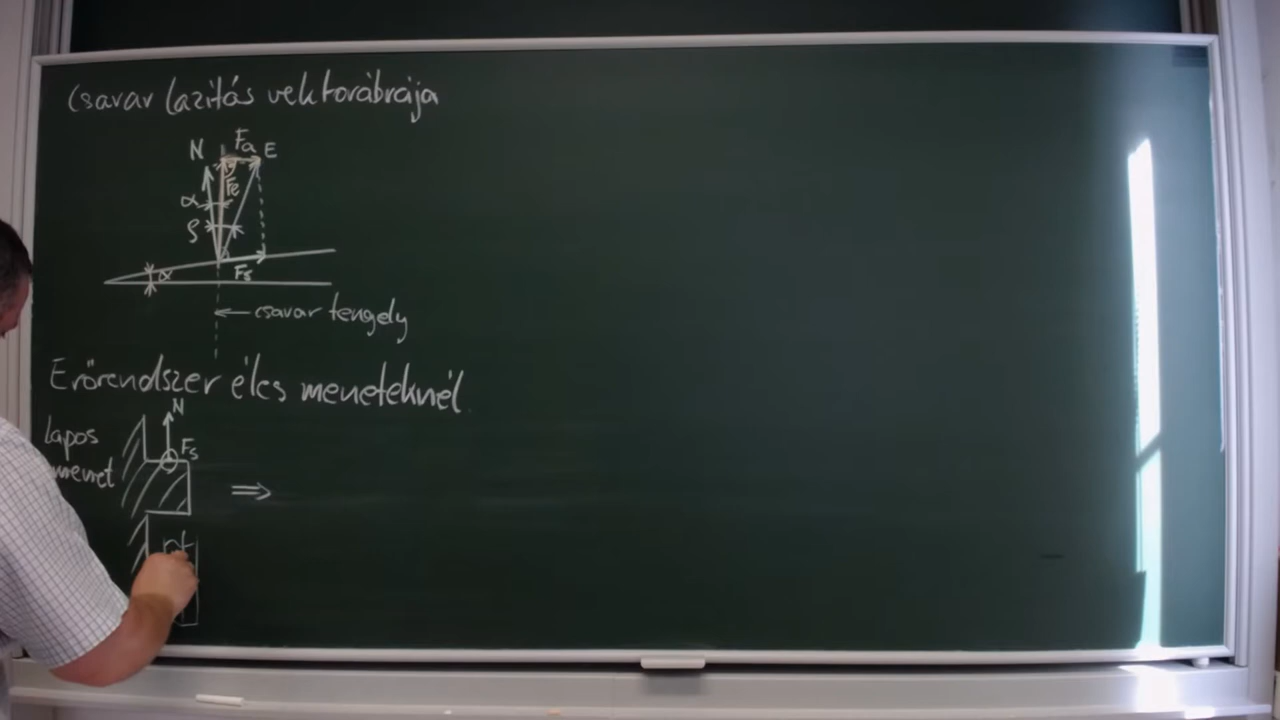 Csavar lazítás vektorábrája
Fa
N
E
Fe
α
ρ
α
Fs
csavar tengely
Erőrendszer éles meneteknél
N
Lapos
menet
Fs